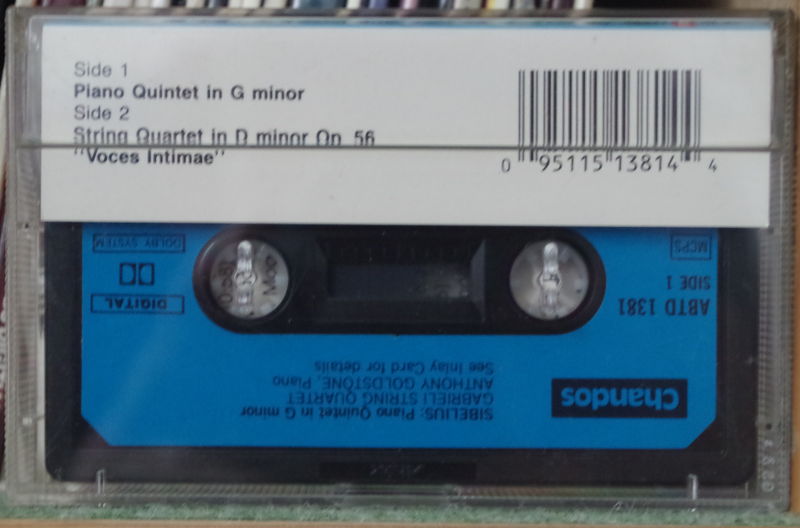 Side 1
Piano Quintet in G minor
Side 2
String Quartet in D minor Op. 56
"Voces Intimae"
0 95115 13814 4
DOLBY SYSTEM
DIGITAL
MCPS
SIDE 1
ABTD 1381
Chandos
SIBELIUS: Piano Quintet in G minor
GABRIELI STRING QUARTET
ANTHONY GOLDSTONE, Piano
See Inlay Card for details